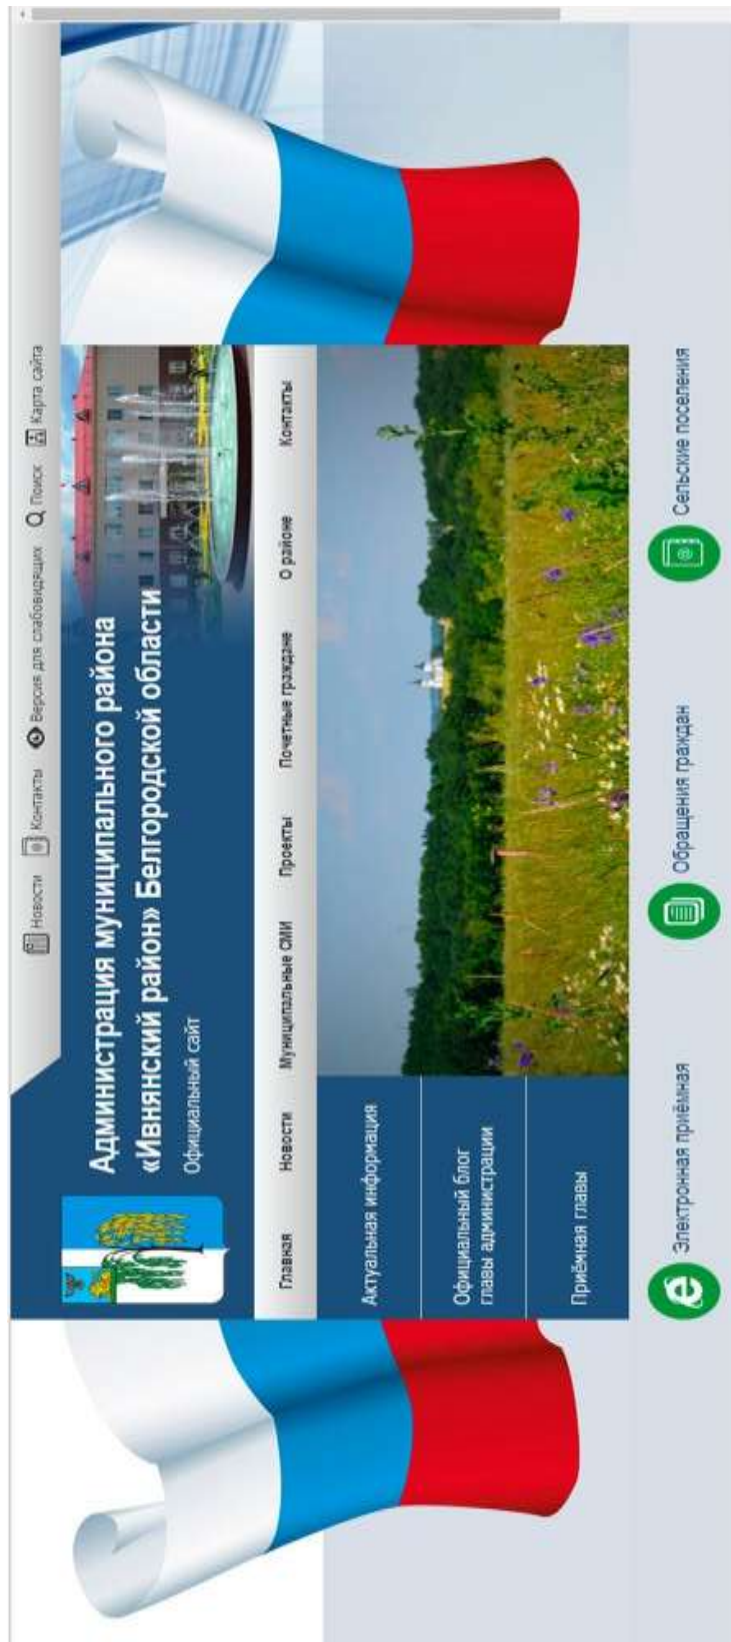 Новости
Контакты
Версия для слабовидящих
Поиск
Карта сайта
Администрация муниципального района
«Ивнянский район» Белгородской области
Официальный сайт
Главная
Новости
Муниципальные СМИ
Проекты
Почетные граждане
О районе
Контакты
Актуальная информация
Официальный блог
главы администрации
Приёмная главы
Электронная приёмная
Обращения граждан
Сельские поселения